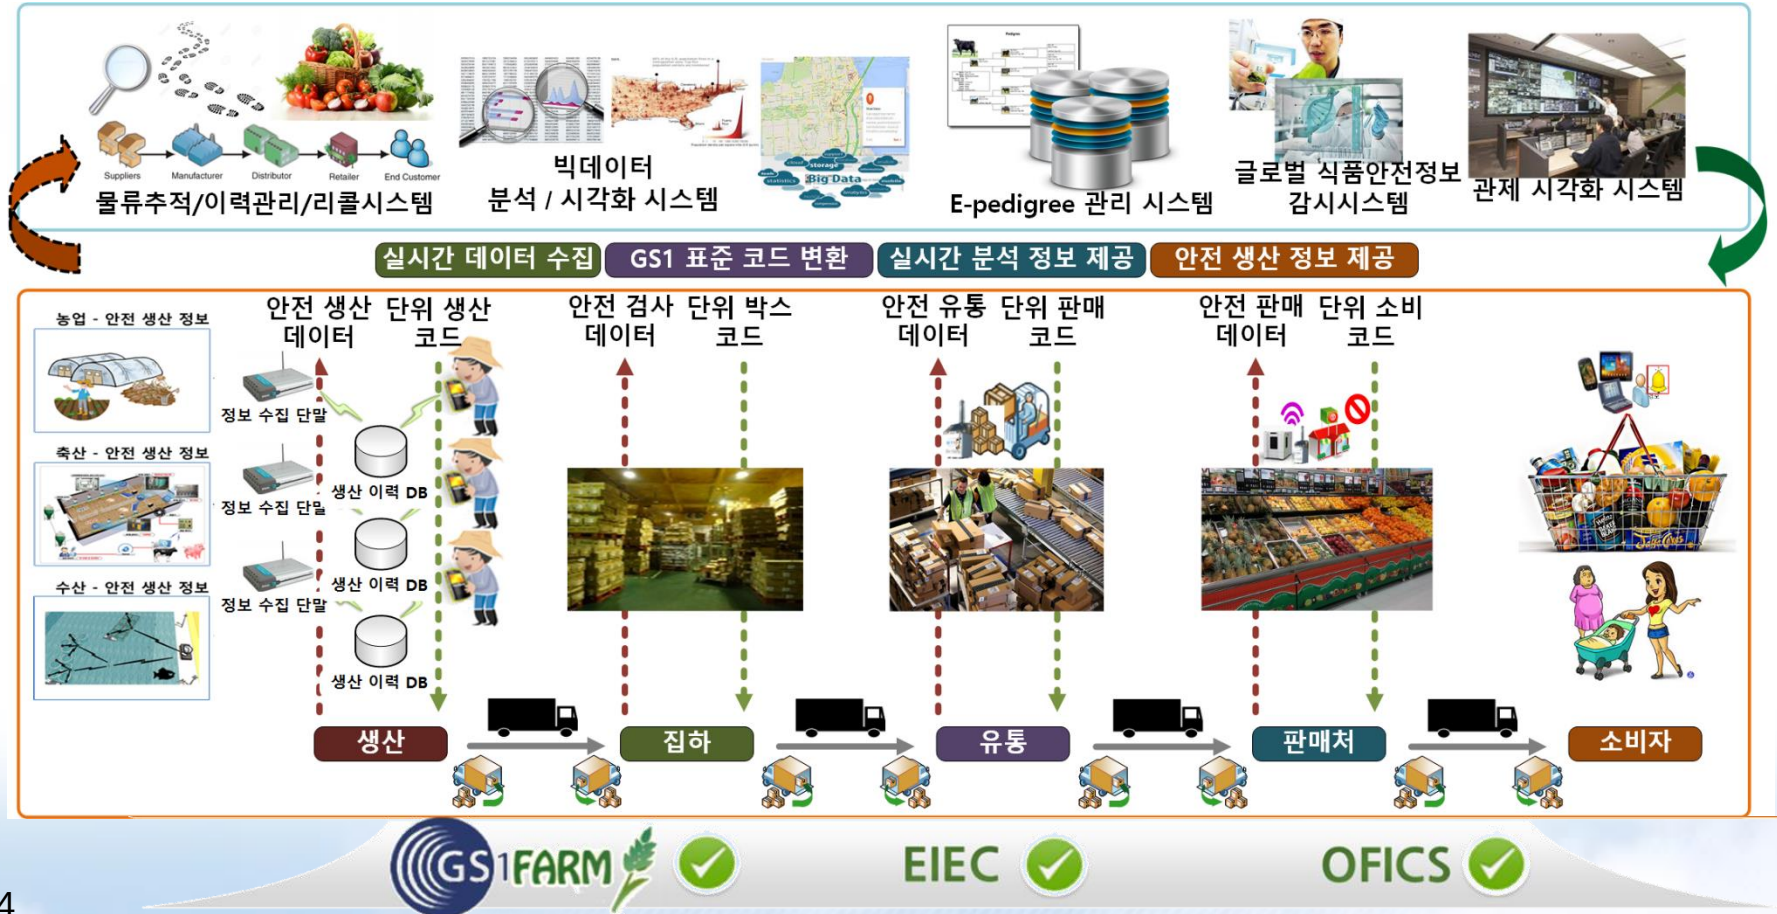 Pedigree
Suppliers
Manufacturer
Distributor
Retailer
End Customer
물류추적/이력관리/리콜시스템
빅데이터
분석 / 시각화 시스템
storage
statistics
Big Data
E-pedigree 관리 시스템
글로벌 식품안전정보
감시시스템
관제 시각화 시스템
실시간 데이터 수집
GS1 표준 코드 변환
실시간 분석 정보 제공
안전 생산 정보 제공
농업 - 안전 생산 정보
축산 - 안전 생산 정보
수산 - 안전 생산 정보
안전 생산
데이터
단위 생산
코드
안전 검사
데이터
단위 박스
코드
안전 유통
데이터
단위 판매
코드
안전 판매
데이터
단위 소비
코드
정보 수집 단말
생산 이력 DB
정보 수집 단말
생산 이력 DB
정보 수집 단말
생산 이력 DB
생산
집하
유통
판매처
소비자
GS1 FARM
EIEC
OFICS
4